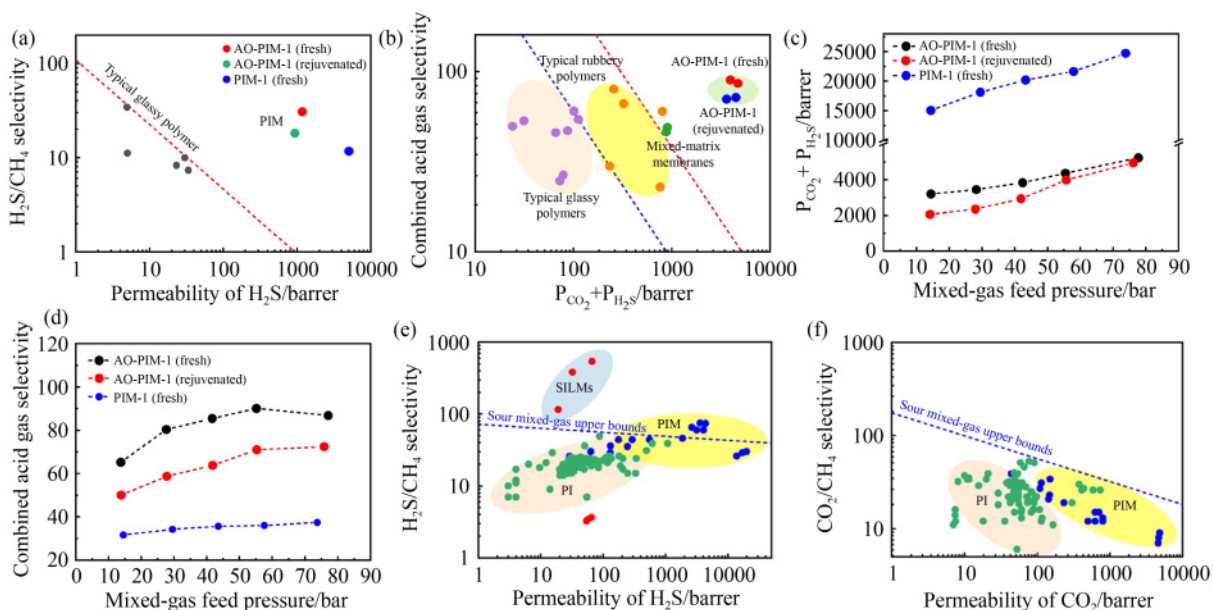 (a)
100
10
1
H₂S/CH₄ selectivity
AO-PIM-1 (fresh)
AO-PIM-1 (rejuvenated)
PIM-1 (fresh)
Typical glassy polymer
PIM
1 10 100 1000 10000
Permeability of H₂S/barrer
(b)
100
10
Combined acid gas selectivity
Typical rubbery
polymers
AO-PIM-1 (fresh)
AO-PIM-1
(rejuvenated)
Mixed-matrix
memranes
Typical glassy
polymers
10 100 1000 10000
P_CO₂+P_H₂S/barrer
(c)
25000
20000
15000
10000
4000
2000
0
P_CO₂+ P_H₂S/barrer
AO-PIM-1 (fresh)
AO-PIM-1 (rejuvenated)
PIM-1 (fresh)
0 10 20 30 40 50 60 70 80 90
Mixed-gas feed pressure/bar
(d)
120
100
80
60
40
20
Combined acid gas selectivity
AO-PIM-1 (fresh)
AO-PIM-1 (rejuvenated)
PIM-1 (fresh)
0 10 20 30 40 50 60 70 80 90
Mixed-gas feed pressure/bar
(e)
1000
100
10
1
H₂S/CH₄ selectivity
SILMs
Sour mixed-gas upper bounds
PIM
PI
1 10 100 1000 10000
Permeability of H₂S/barrer
(f)
1000
100
10
CO₂/CH₄ selectivity
Sour mixed-gas upper bounds
PI
PIM
1 10 100 1000 10000
Permeability of CO₂/barrer